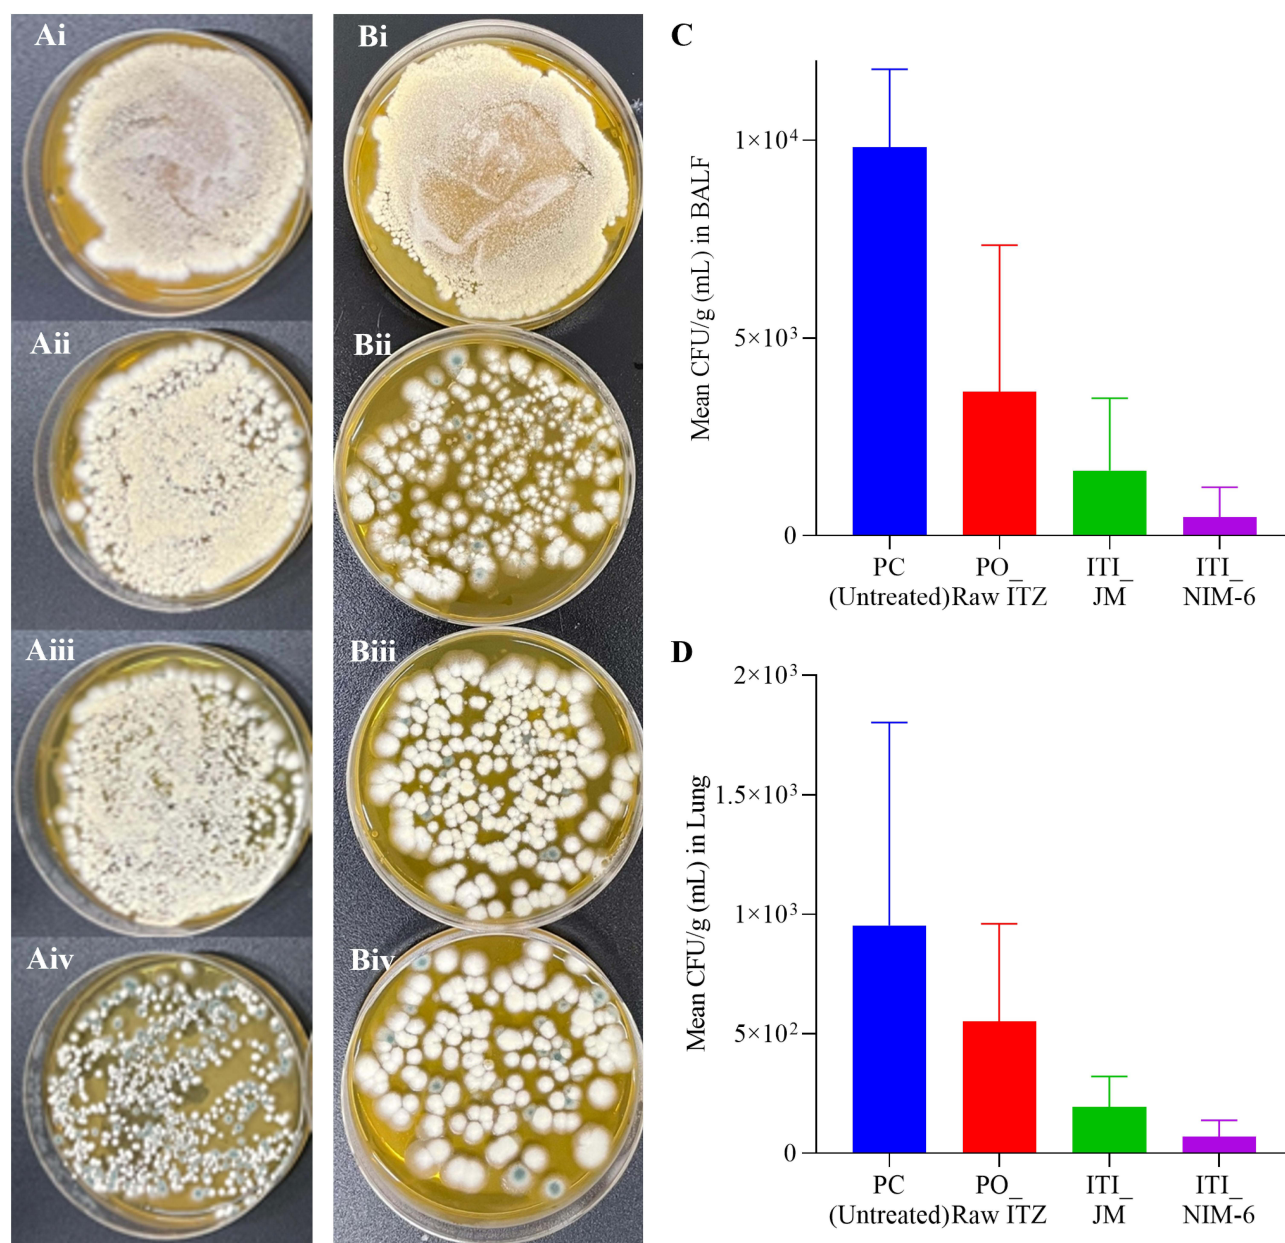 Ai
Aii
Aiii
Aiv
Bi
Bii
Biii
Biv
C
Mean CFU/g (mL) in BALF
1×10⁴
5×10³
0
PC PO_ ITI_ ITI_
(Untreated) Raw ITZ JM NIM-6
D
Mean CFU/g (mL) in Lung
2×10³
1.5×10³
1×10³
5×10²
0
PC PO_ ITI_ ITI_
(Untreated) Raw ITZ JM NIM-6